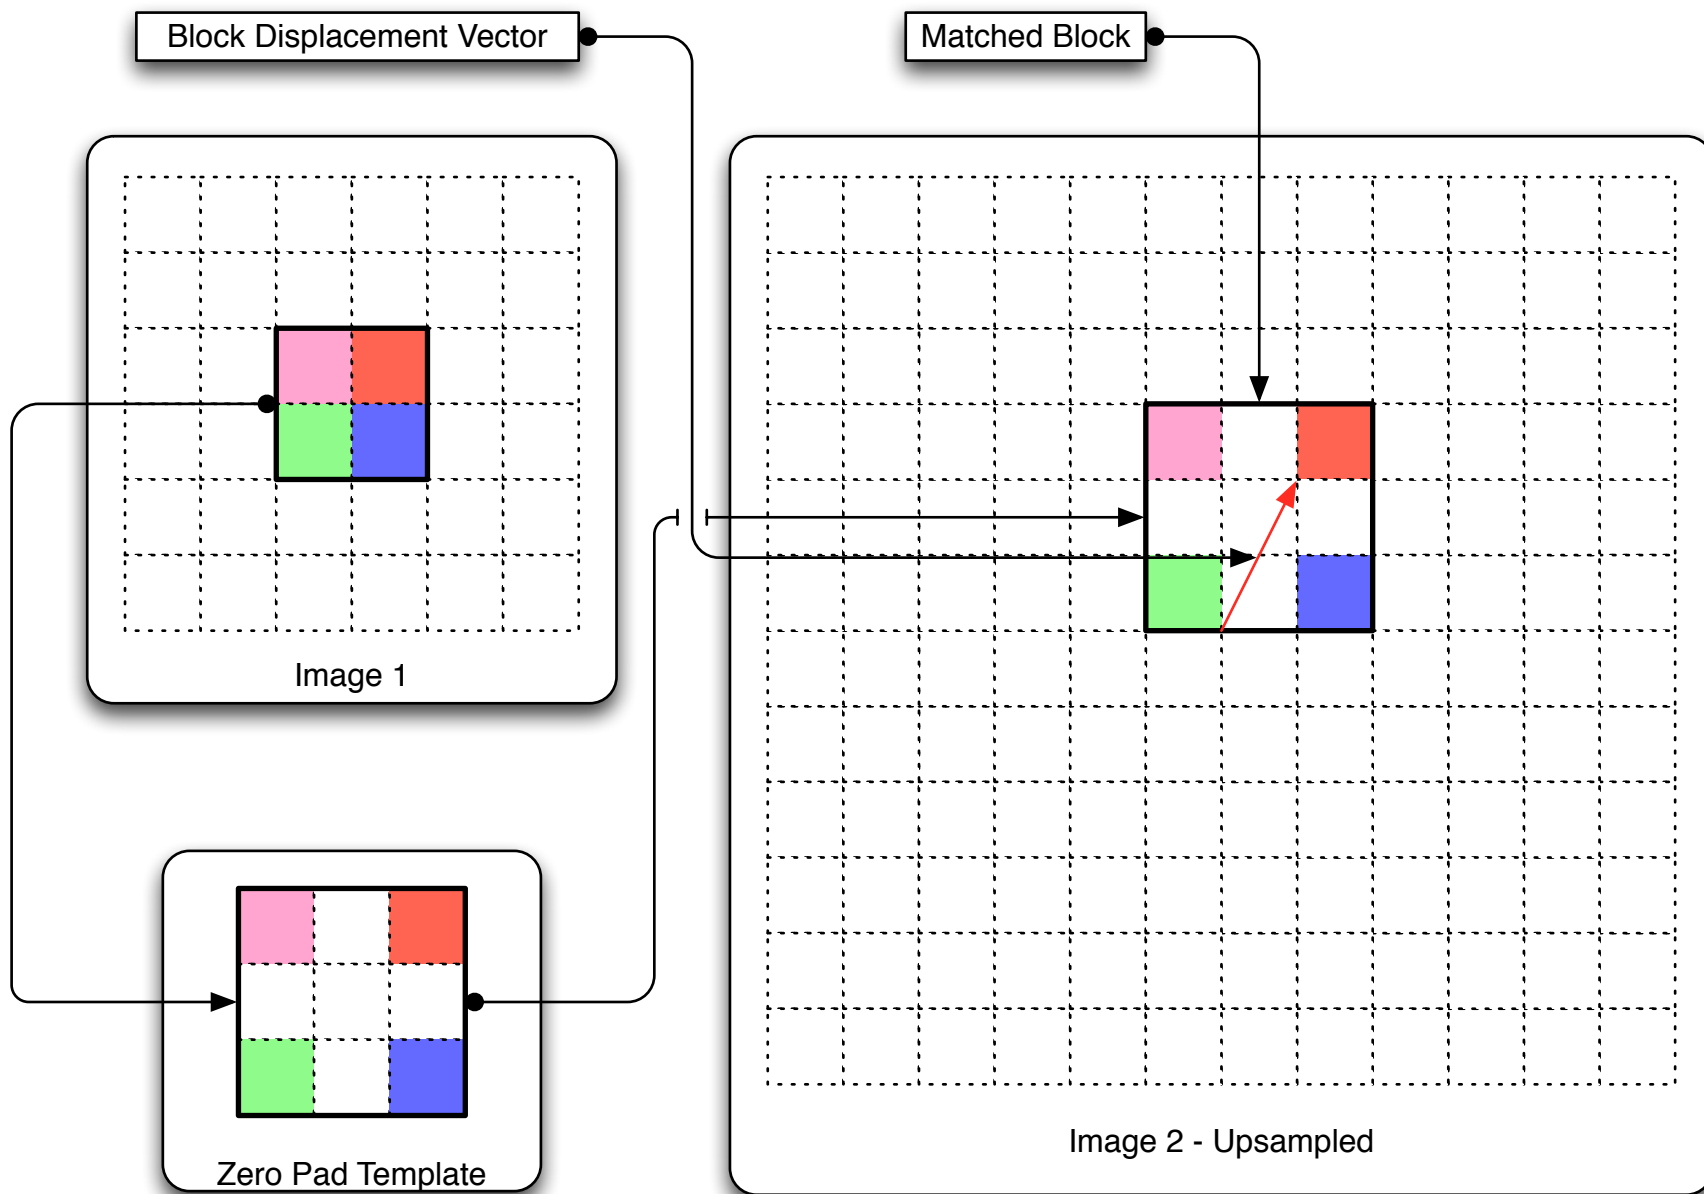 Block Displacement Vector
Matched Block
Image 1
Image 2 - Upsampled
Zero Pad Template